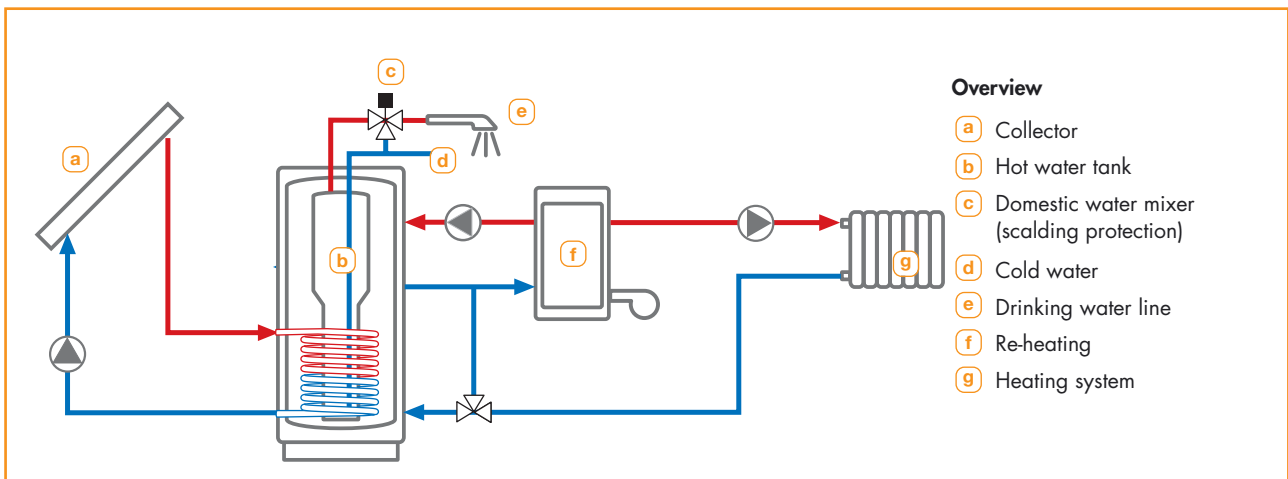 c
e
a
d
b
f
g
Overview
a Collector
b Hot water tank
c Domestic water mixer
(scalding protection)
d Cold water
e Drinking water line
f Re-heating
g Heating system